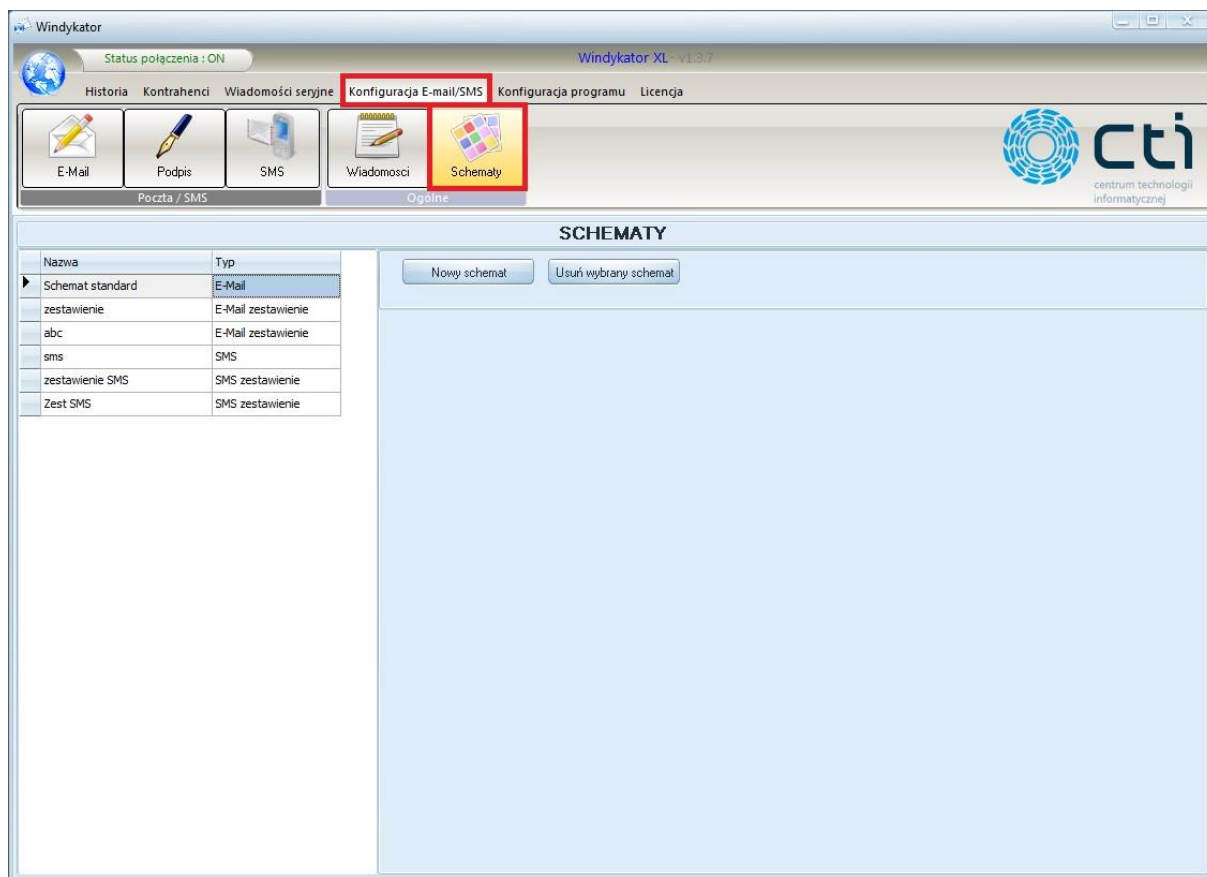 Windykator
Status połączenia : ON
Windykator XL - v1.3.7
Historia Kontrahenci Wiadomości seryjne Konfiguracja E-mail/SMS Konfiguracja programu Licencja
E-Mail Podpis SMS Wiadomosci Schematy
Poczta / SMS Ogólne
cti
centrum technologii
informatycznej
SCHEMATY
Nazwa Typ
Nowy schemat Usuń wybrany schemat
Schemat standard E-Mail
zestawienie E-Mail zestawienie
abc E-Mail zestawienie
sms SMS
zestawienie SMS SMS zestawienie
Zest SMS SMS zestawienie